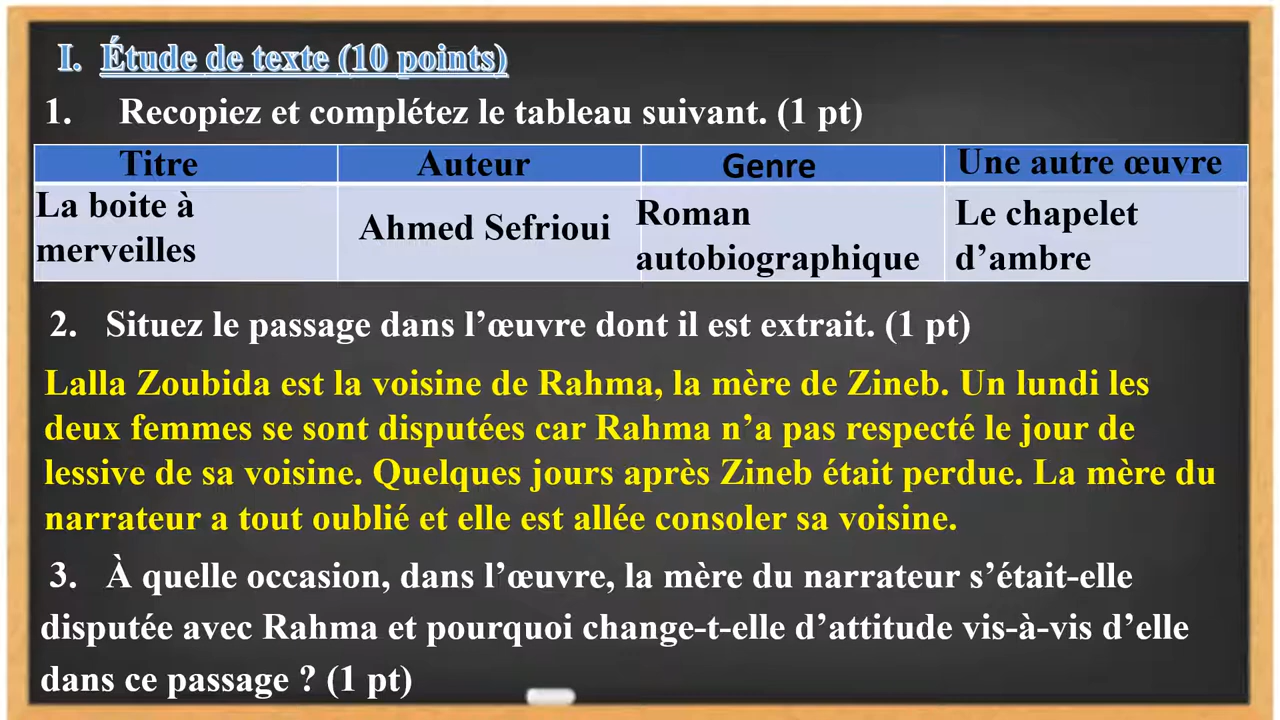 I. Étude de texte (10 points)
1. Recopiez et complétez le tableau suivant. (1 pt)
Titre Auteur Genre Une autre œuvre
La boite à merveilles Ahmed Sefrioui Roman autobiographique Le chapelet d’ambre
2. Situez le passage dans l’œuvre dont il est extrait. (1 pt)
Lalla Zoubida est la voisine de Rahma, la mère de Zineb. Un lundi les
deux femmes se sont disputées car Rahma n’a pas respecté le jour de
lessive de sa voisine. Quelques jours après Zineb était perdue. La mère du
narrateur a tout oublié et elle est allée consoler sa voisine.
3. À quelle occasion, dans l’œuvre, la mère du narrateur s’était-elle
disputée avec Rahma et pourquoi change-t-elle d’attitude vis-à-vis d’elle
dans ce passage ? (1 pt)